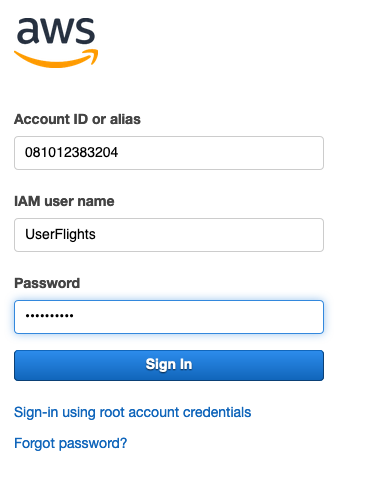 aws
Account ID or alias
081012383204
IAM user name
UserFlights
Password
••••••••••
Sign In
Sign-in using root account credentials
Forgot password?